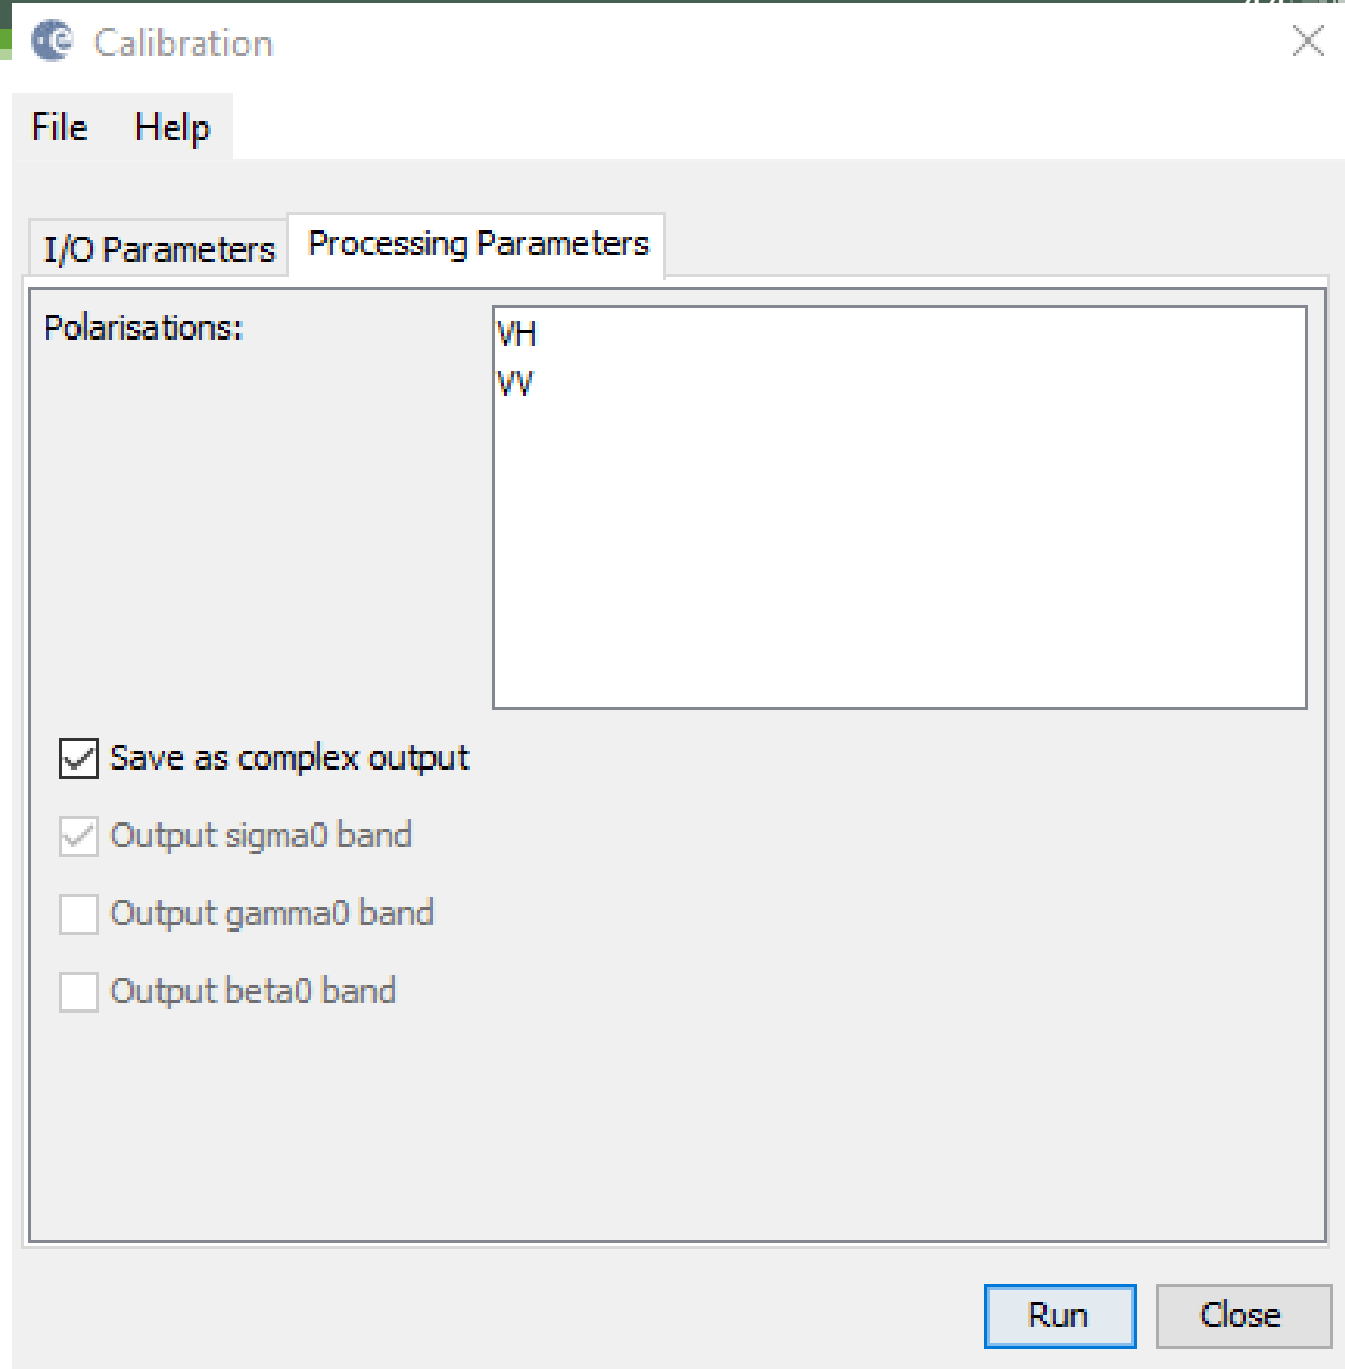 Calibration
File Help
I/O Parameters Processing Parameters
Polarisations:
VH
VV
Save as complex output
Output sigma0 band
Output gamma0 band
Output beta0 band
Run Close